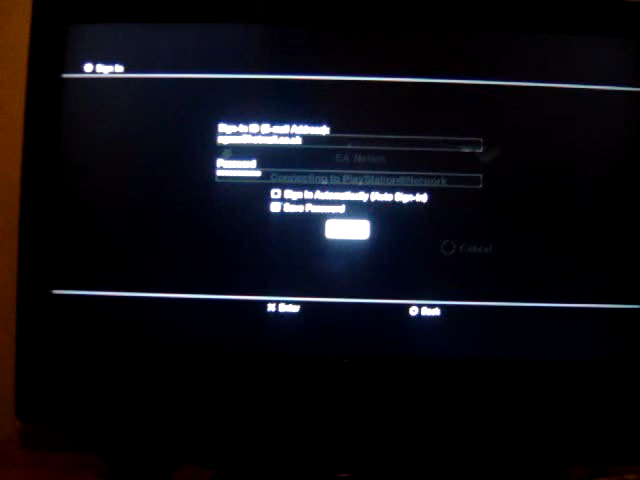 Sign In
Sign-In ID (E-mail Address):
EA Nation
Password
Connecting to PlayStation®Network
Sign In Automatically (Auto Sign-In)
Save Password
Cancel
Enter
Back